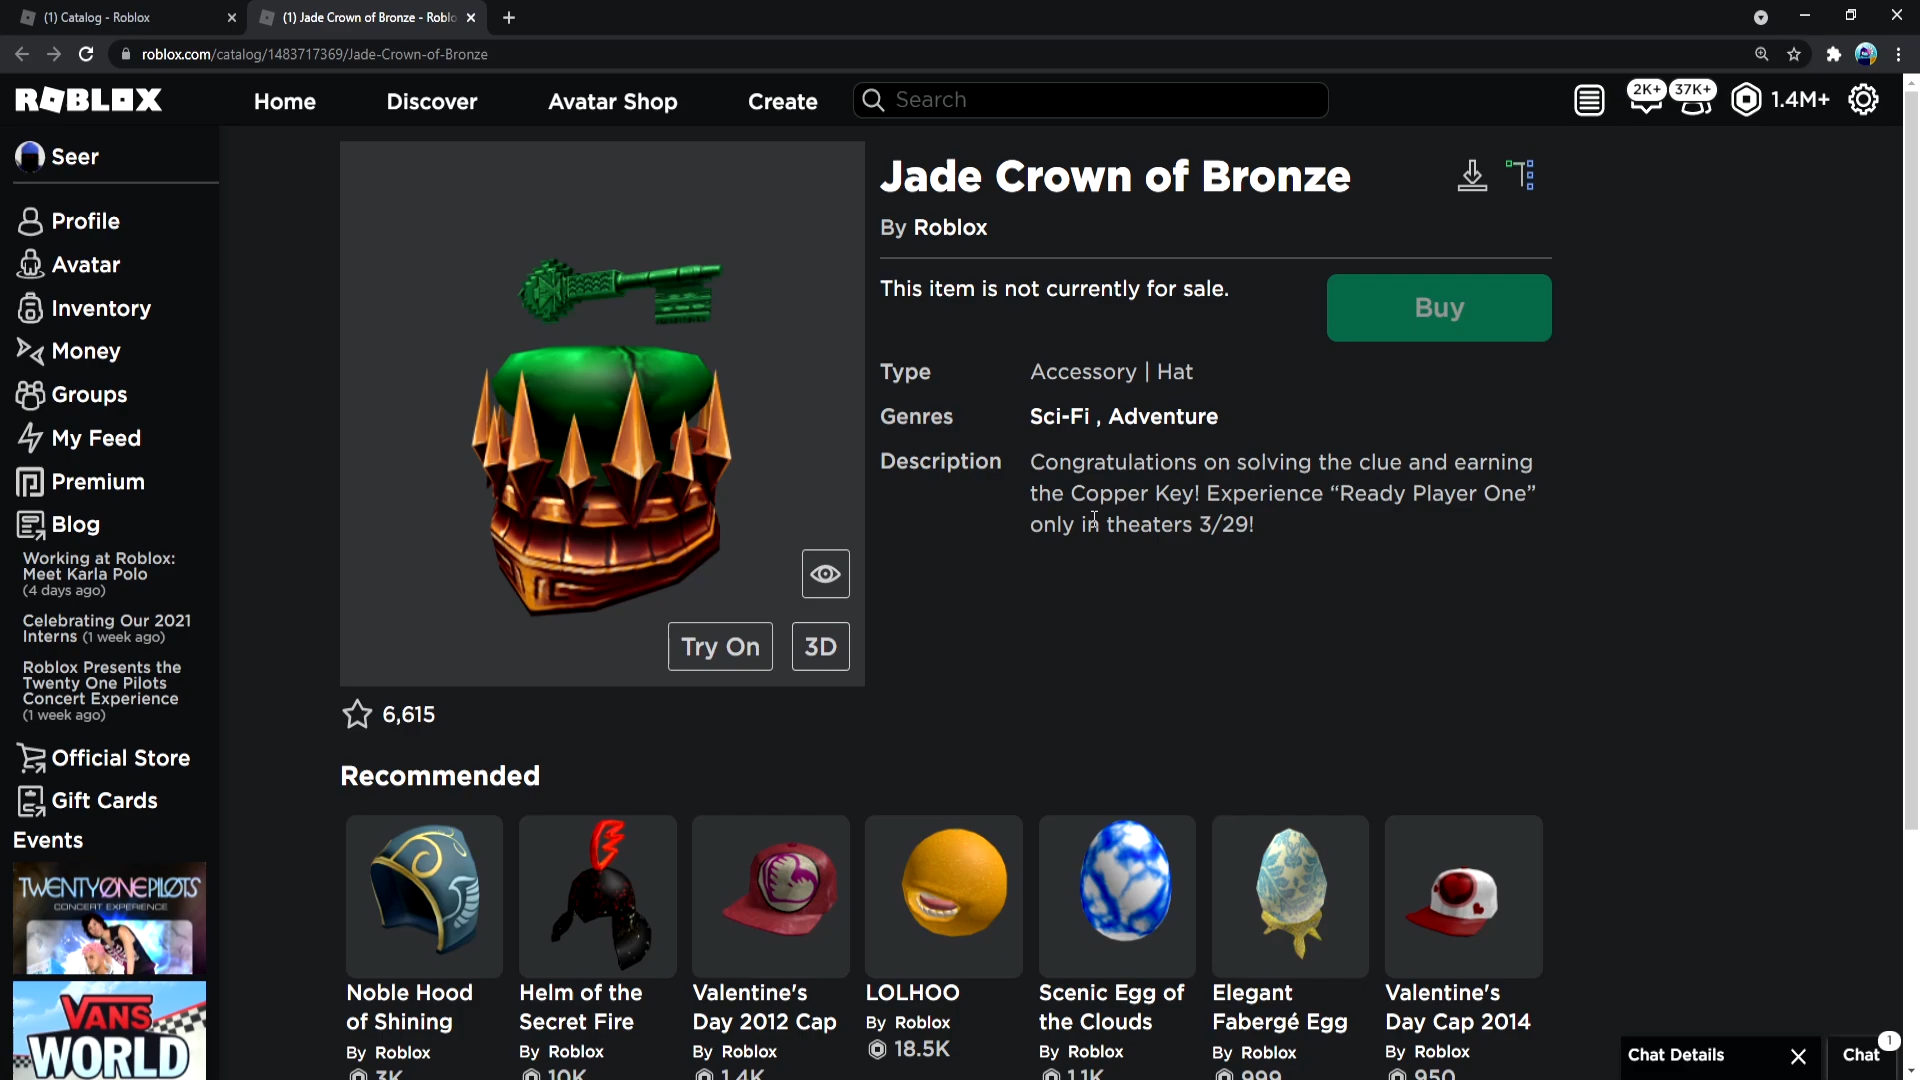 (1) Catalog - Roblox
(1) Jade Crown of Bronze - Roblo
roblox.com/catalog/1483717369/Jade-Crown-of-Bronze
ROBLOX
Home
Discover
Avatar Shop
Create
Search
2K+
37K+
1.4M+
Seer
Profile
Avatar
Inventory
Money
Groups
My Feed
Premium
Blog
Working at Roblox:
Meet Karla Polo
(4 days ago)
Celebrating Our 2021
Interns (1 week ago)
Roblox Presents the
Twenty One Pilots
Concert Experience
(1 week ago)
Official Store
Gift Cards
Events
TWENTY ØNE PILØTS
CONCERT EXPERIENCE
VANS
WORLD
Try On
3D
6,615
Jade Crown of Bronze
By Roblox
This item is not currently for sale.
Buy
Type Accessory | Hat
Genres Sci-Fi , Adventure
Description Congratulations on solving the clue and earning
the Copper Key! Experience “Ready Player One”
only in theaters 3/29!
Recommended
Noble Hood
of Shining
By Roblox
3K
Helm of the
Secret Fire
By Roblox
10K
Valentine's
Day 2012 Cap
By Roblox
1.4K
LOLHOO
By Roblox
18.5K
Scenic Egg of
the Clouds
By Roblox
1.1K
Elegant
Fabergé Egg
By Roblox
999
Valentine's
Day Cap 2014
By Roblox
950
Chat Details
Chat
1